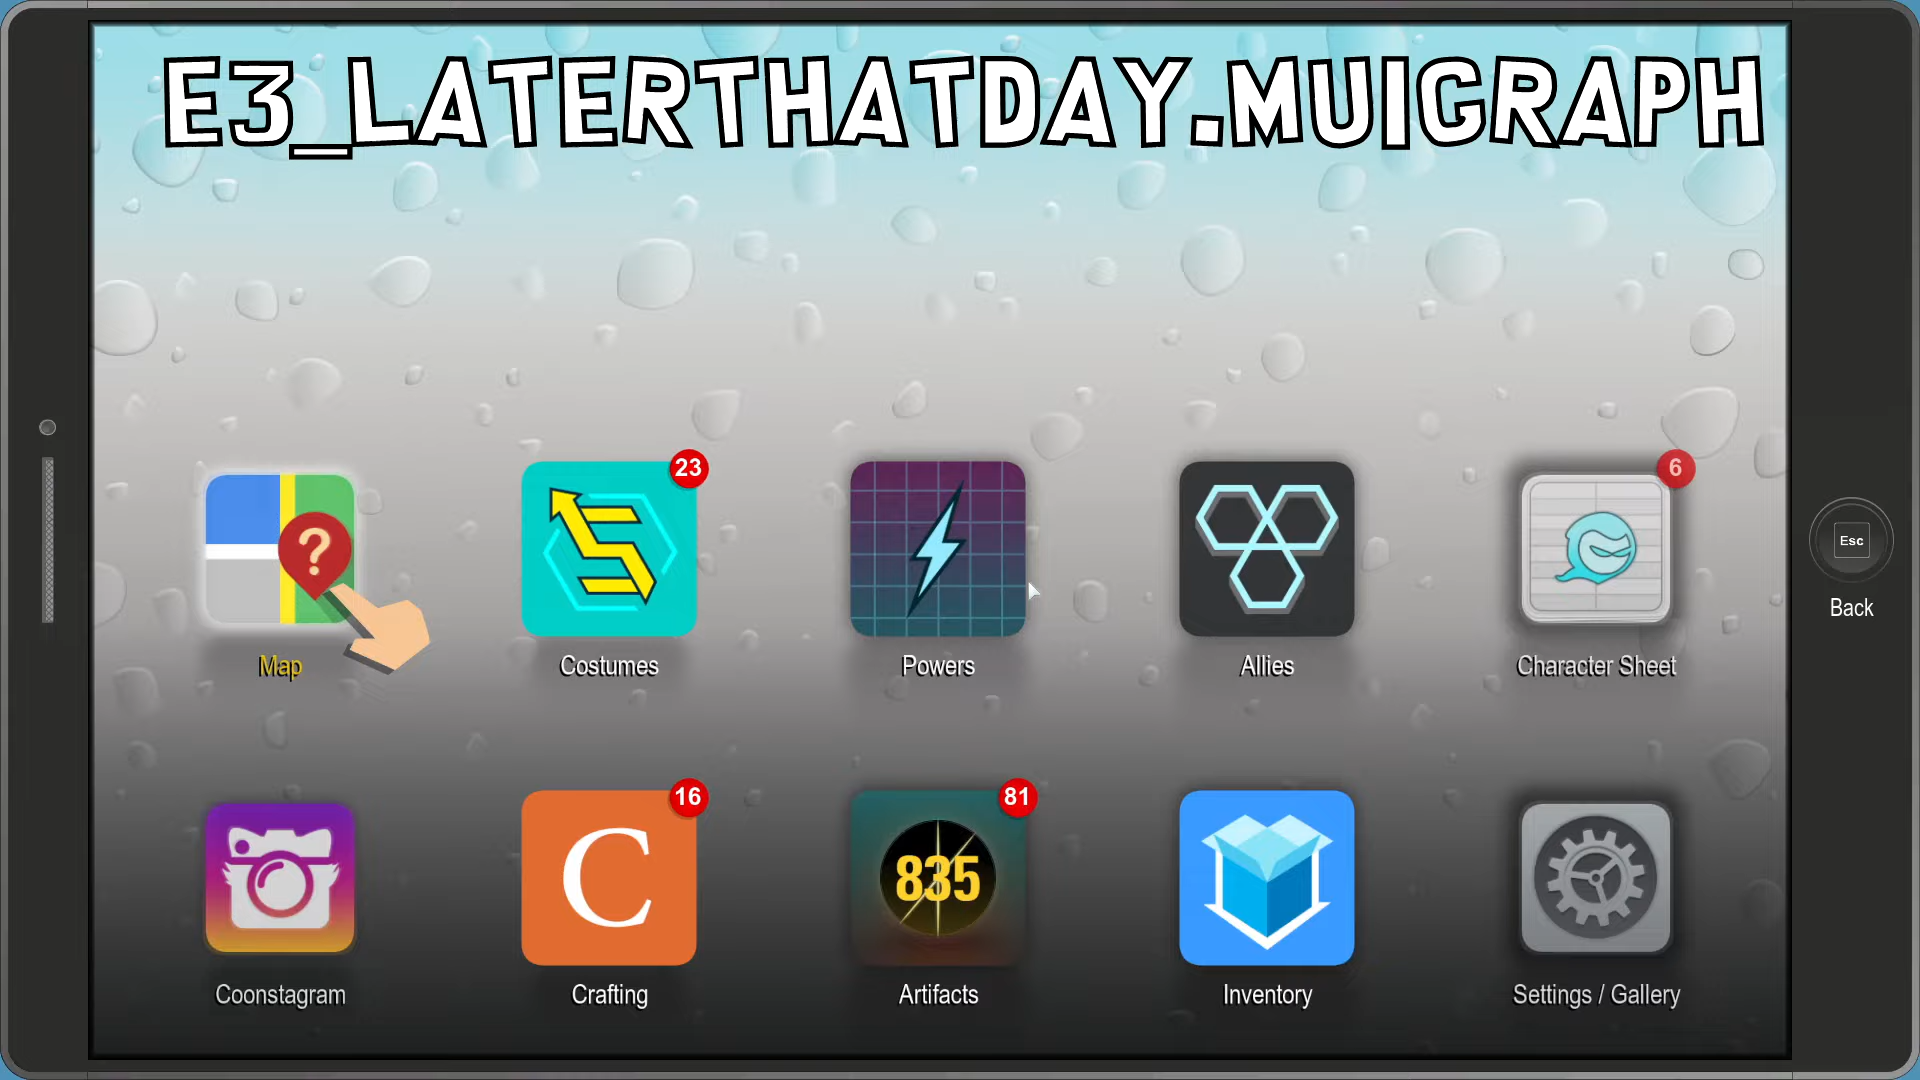 E3_LATERTHATDAY.MUIGRAPH
23
6
?
Esc
Back
Map
Costumes
Powers
Allies
Character Sheet
16
81
C
835
Coonstagram
Crafting
Artifacts
Inventory
Settings / Gallery